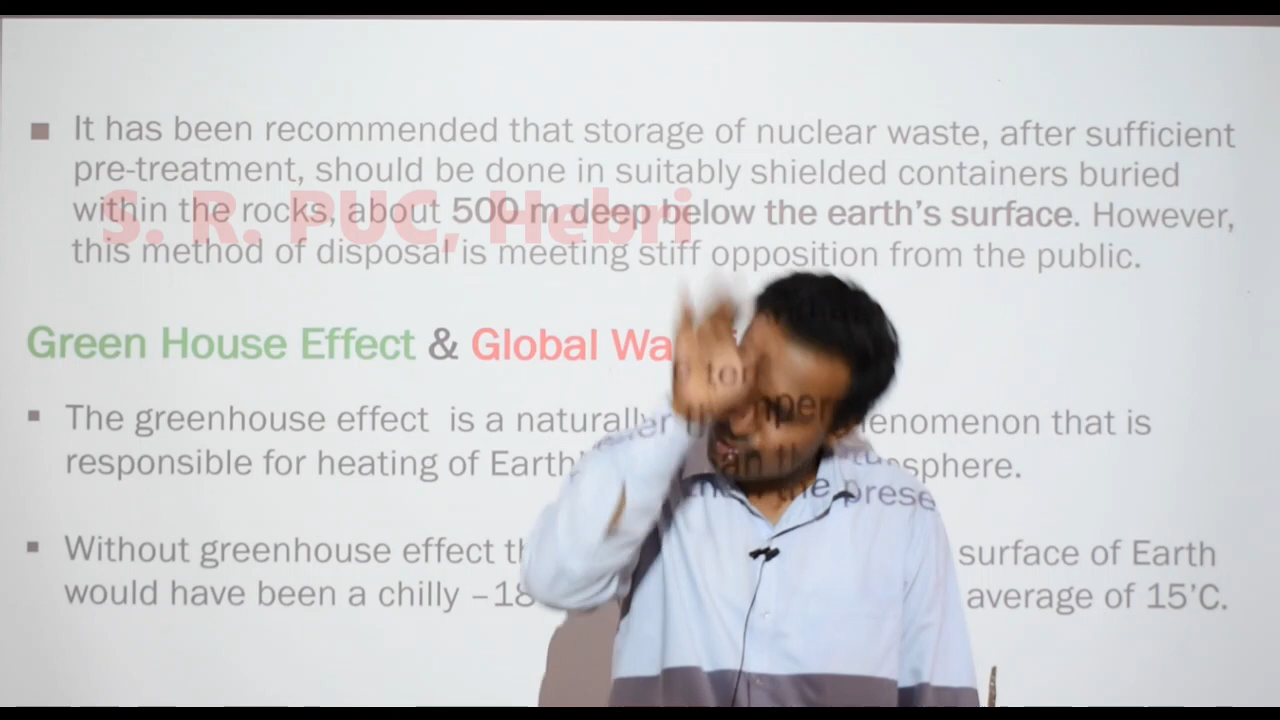 It has been recommended that storage of nuclear waste, after sufficient
pre-treatment, should be done in suitably shielded containers buried
within the rocks, about 500 m deep below the earth's surface. However,
S. R. PUC, Hebri
this method of disposal is meeting stiff opposition from the public.
Green House Effect & Global Wa
The greenhouse effect is a naturally phenomenon that is
responsible for heating of Earth'
Without greenhouse effect surface of Earth
would have been a chilly –18 average of 15'C.